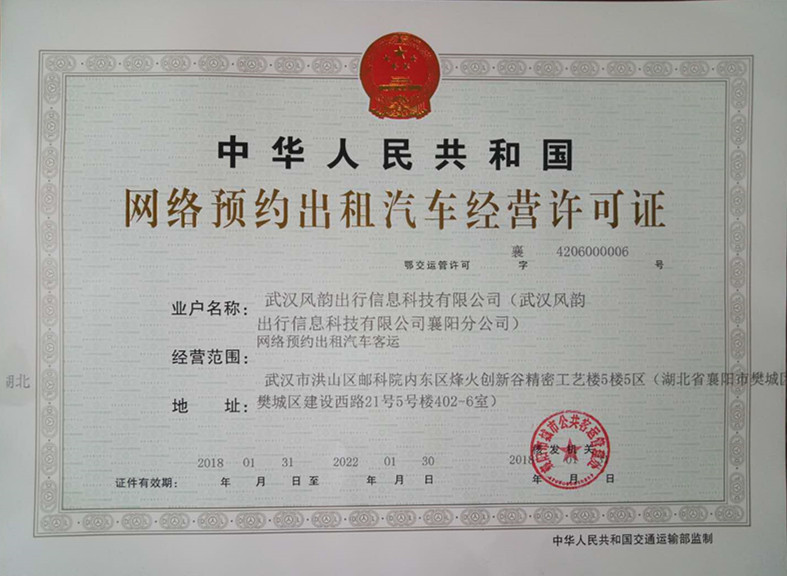 中华人民共和国
网络预约出租汽车经营许可证
鄂交运管许可 襄 字 4206000006 号
业户名称： 武汉风韵出行信息科技有限公司（武汉风韵
出行信息科技有限公司襄阳分公司）
经营范围： 网络预约出租汽车客运
湖北
武汉市洪山区邮科院内东区烽火创新谷精密工艺楼5楼5区（湖北省襄阳市樊城区
地 址： 樊城区建设西路21号5号楼402-6室）
核发机关
证件有效期： 2018 年 01 月 31 日 至 2022 年 01 月 30 日 2018 年 01 月 日
中华人民共和国交通运输部监制